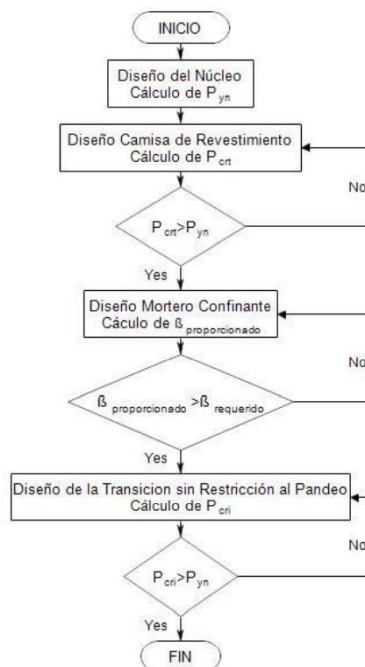 INICIO
Diseño del Núcleo
Cálculo de Pyn
Diseño Camisa de Revestimiento
Cálculo de Pcrt
No
Pcrt>Pyn
Yes
Diseño Mortero Confinante
Cáculo de ß proporcionado
No
ß proporcionado >ß requerido
Yes
Diseño de la Transicion sin Restricción al Pandeo
Cálculo de Pcri
No
Pcri>Pyn
Yes
FIN